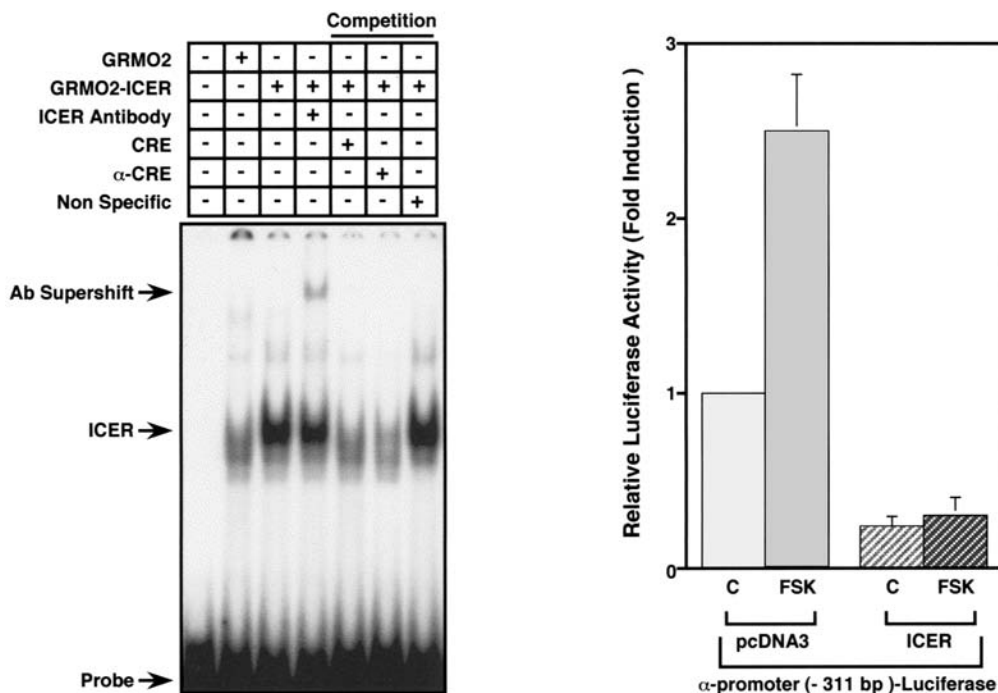 Competition
GRMO2 - + - - - - -
GRMO2-ICER - - + + + + +
ICER Antibody - - - + - - -
CRE - - - - + - -
α-CRE - - - - - + -
Non Specific - - - - - - +
Ab Supershift
ICER
Probe
Relative Luciferase Activity (Fold Induction )
3
2
1
0
C FSK C FSK
pcDNA3 ICER
α-promoter (- 311 bp )-Luciferase